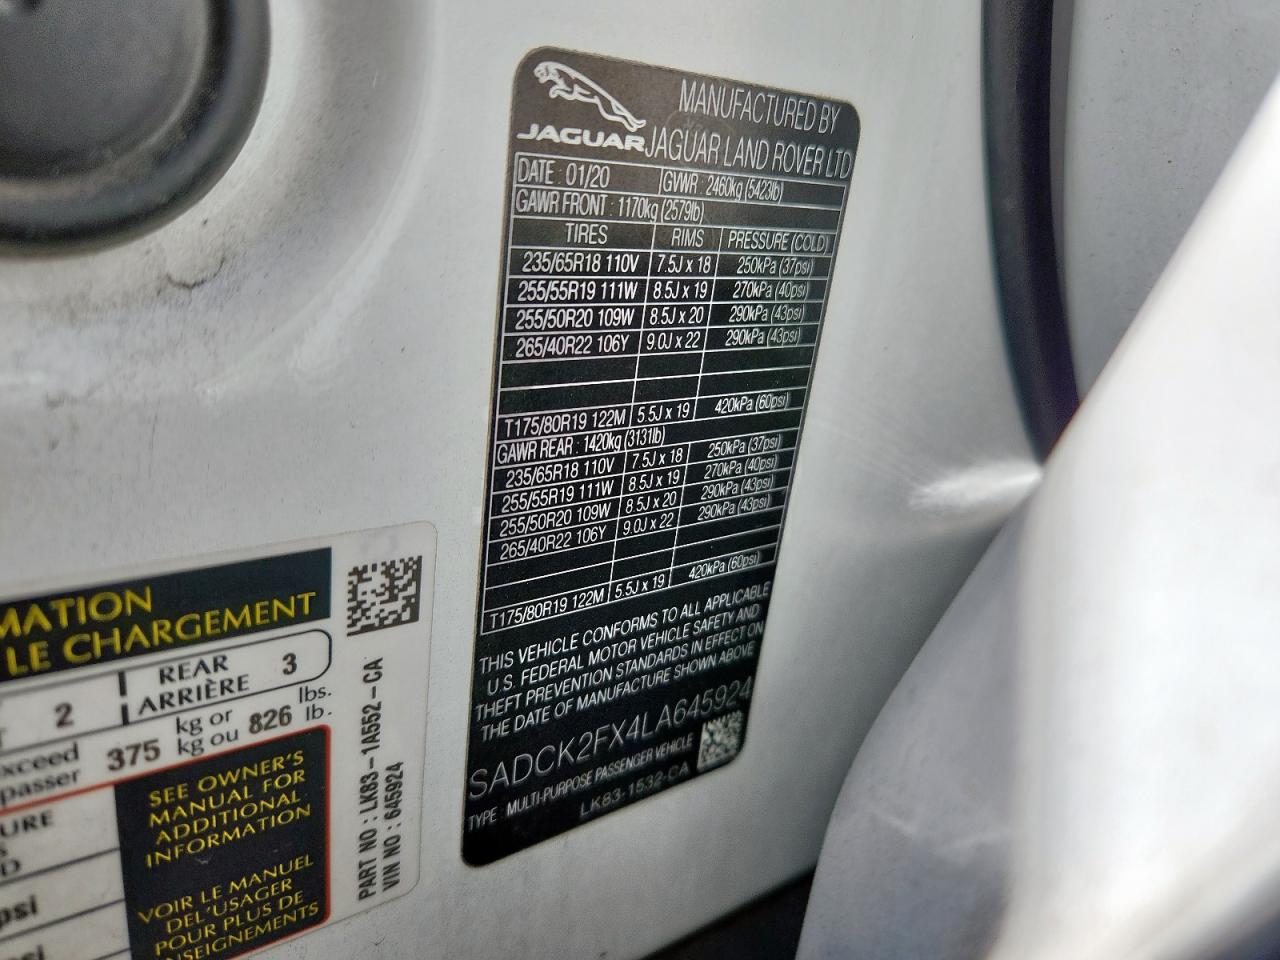 JAGUAR
MANUFACTURED BY
JAGUAR LAND ROVER LTD
DATE : 01/20 GVWR : 2460kg (5423lb)
GAWR FRONT : 1170kg (2579lb)
TIRES RIMS PRESSURE (COLD)
235/65R18 110V 7.5J x 18 250kPa (37psi)
255/55R19 111W 8.5J x 19 270kPa (40psi)
255/50R20 109W 8.5J x 20 290kPa (43psi)
265/40R22 106Y 9.0J x 22 290kPa (43psi)
T175/80R19 122M 5.5J x 19 420kPa (60psi)
GAWR REAR : 1420kg (3131lb)
235/65R18 110V 7.5J x 18 250kPa (37psi)
255/55R19 111W 8.5J x 19 270kPa (40psi)
255/50R20 109W 8.5J x 20 290kPa (43psi)
265/40R22 106Y 9.0J x 22 290kPa (43psi)
T175/80R19 122M 5.5J x 19 420kPa (60psi)
THIS VEHICLE CONFORMS TO ALL APPLICABLE
U.S. FEDERAL MOTOR VEHICLE SAFETY AND
THEFT PREVENTION STANDARDS IN EFFECT ON
THE DATE OF MANUFACTURE SHOWN ABOVE
SADCK2FX4LA645924
TYPE : MULTI-PURPOSE PASSENGER VEHICLE
LK83-1532-CA
MATION
LE CHARGEMENT
2 REAR 3
ARRIÈRE
xceed 375 kg or 826 lbs.
passer kg ou lb.
URE
S
D
psi
SEE OWNER'S
MANUAL FOR
ADDITIONAL
INFORMATION
VOIR LE MANUEL
DEL'USAGER
POUR PLUS DE
NSEIGNEMENTS
PART NO : LK83-1A552-CA
VIN NO : 645924